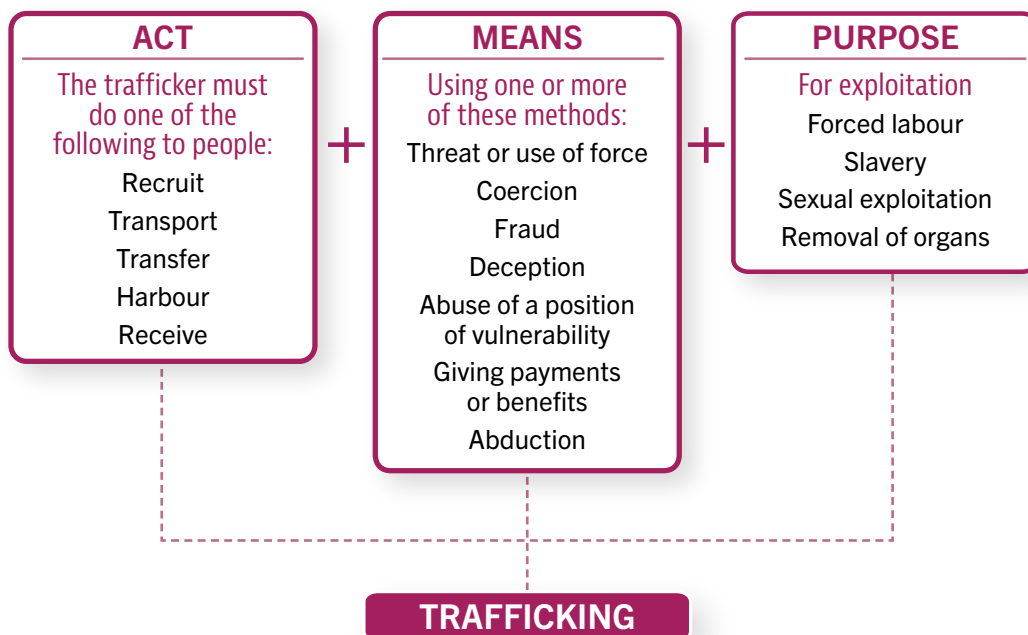 ACT
The trafficker must
do one of the
following to people:
Recruit
Transport
Transfer
Harbour
Receive
+
MEANS
Using one or more
of these methods:
Threat or use of force
Coercion
Fraud
Deception
Abuse of a position
of vulnerability
Giving payments
or benefits
Abduction
+
PURPOSE
For exploitation
Forced labour
Slavery
Sexual exploitation
Removal of organs
TRAFFICKING